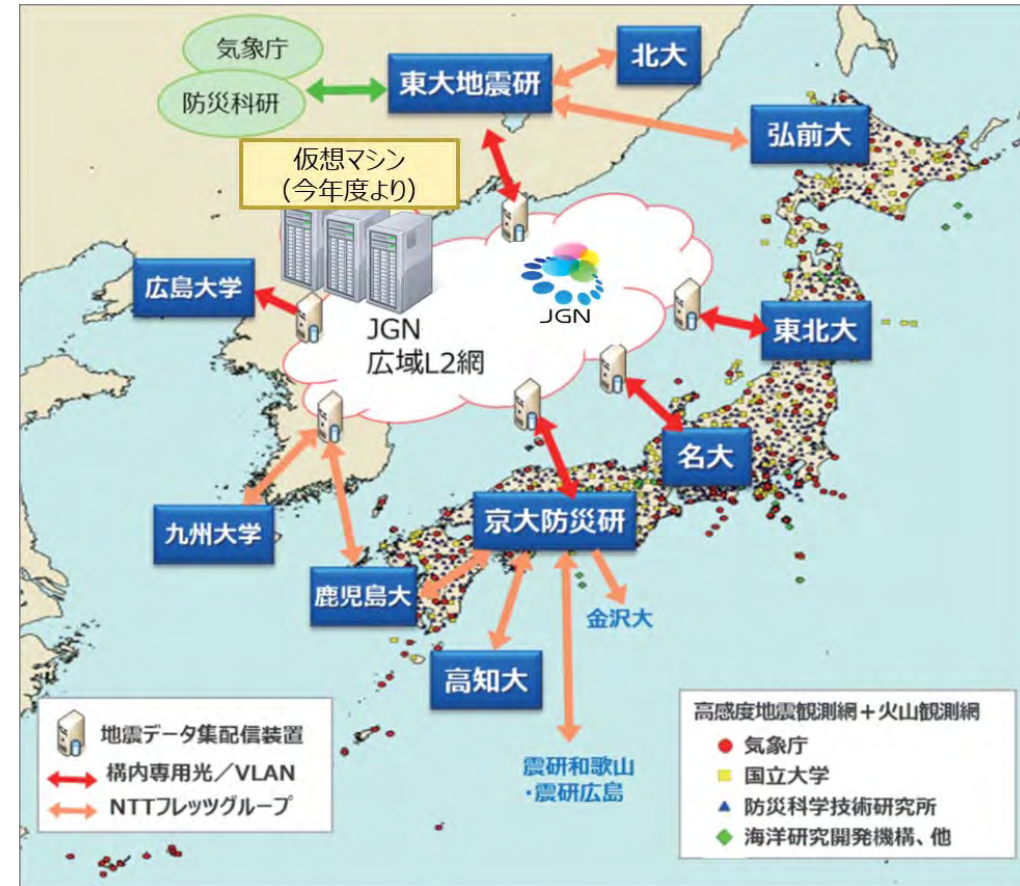 気象庁
防災科研
東大地震研
北大
弘前大
仮想マシン
(今年度より)
広島大学
JGN
広域L2網
JGN
東北大
名大
京大防災研
九州大学
鹿児島大
高知大
金沢大
震研和歌山
・震研広島
地震データ集配信装置
構内専用光／VLAN
NTTフレッツグループ
高感度地震観測網＋火山観測網
気象庁
国立大学
防災科学技術研究所
海洋研究開発機構、他